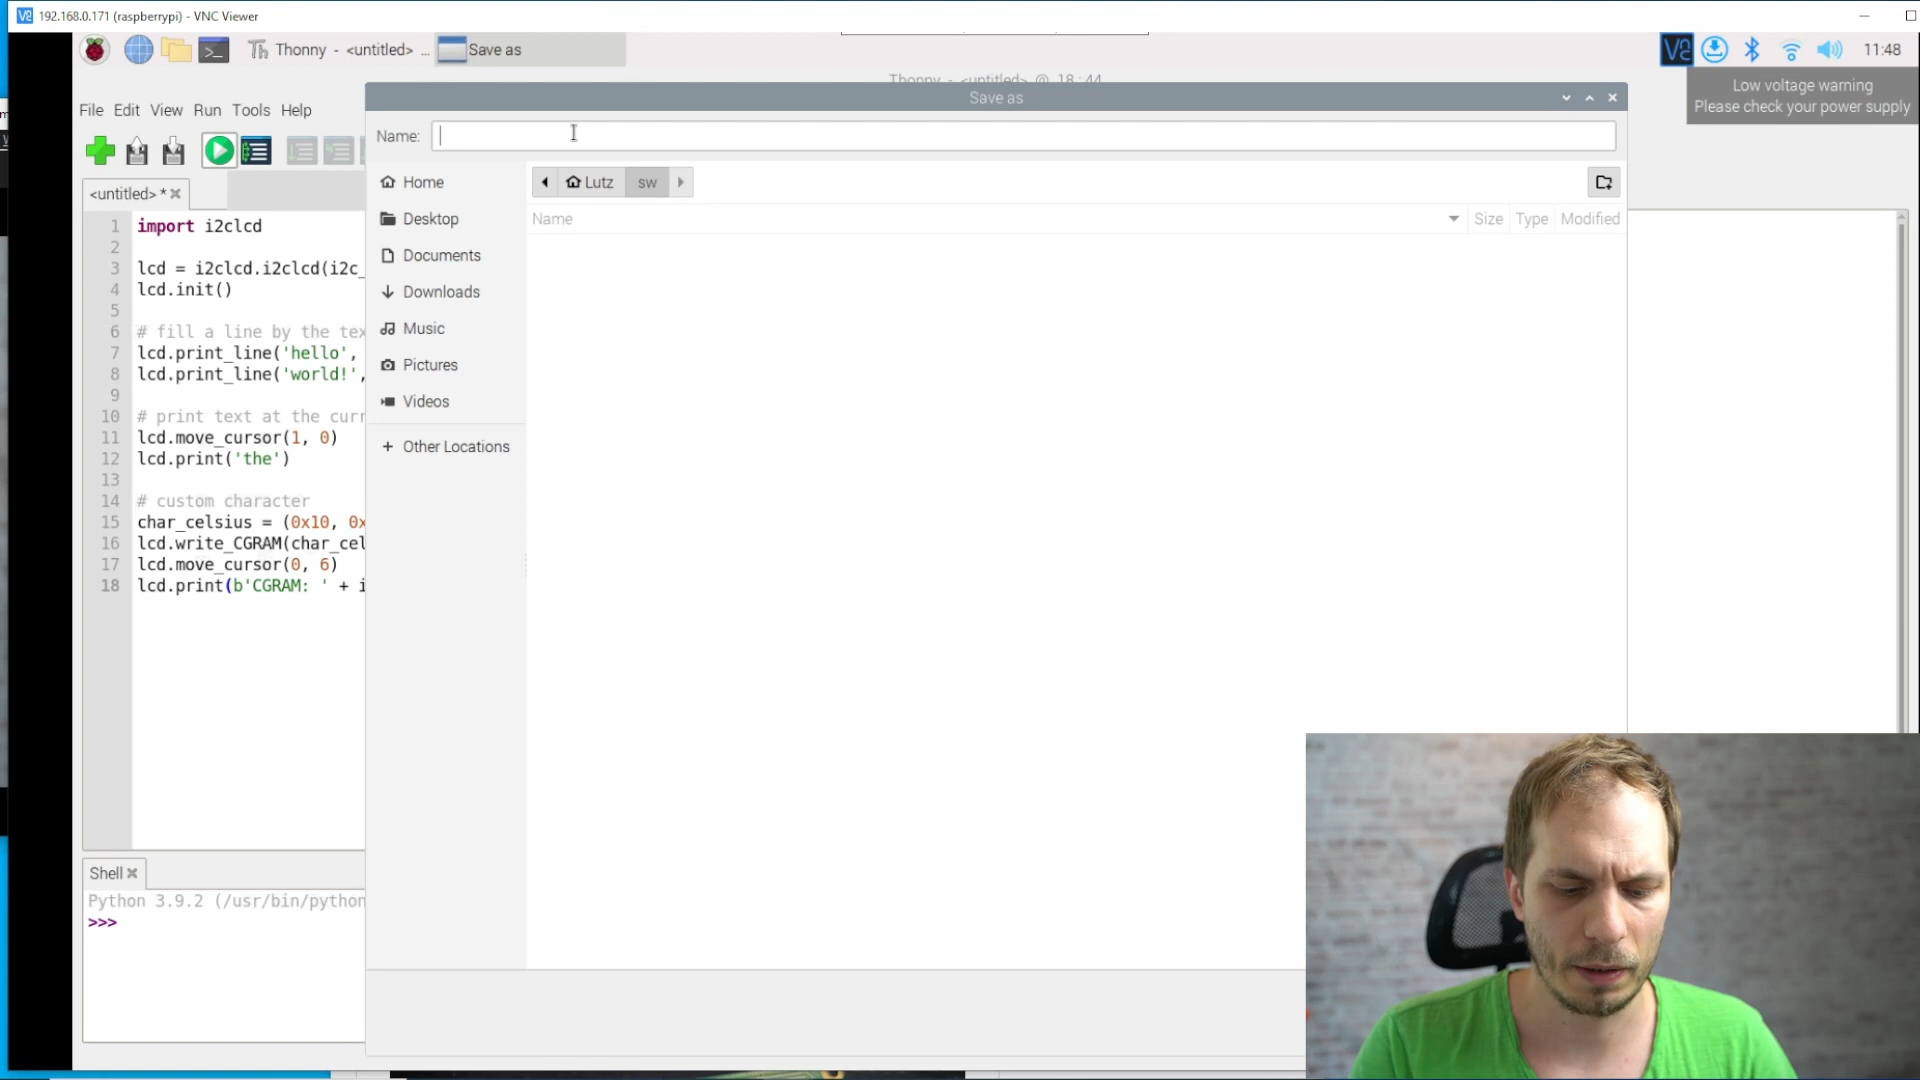 192.168.0.171 (raspberrypi) - VNC Viewer
Thonny - <untitled> ...
Save as
11:48
Low voltage warning
Please check your power supply
Thonny - <untitled> @ 18:44
Save as
File Edit View Run Tools Help
Name:
<untitled> *
Home
Lutz
sw
Desktop
Documents
Downloads
Music
Pictures
Videos
Other Locations
Name
Size
Type
Modified
1 import i2clcd
2
3 lcd = i2clcd.i2clcd(i2c_
4 lcd.init()
5
6 # fill a line by the tex
7 lcd.print_line('hello',
8 lcd.print_line('world!',
9
10 # print text at the curr
11 lcd.move_cursor(1, 0)
12 lcd.print('the')
13
14 # custom character
15 char_celsius = (0x10, 0x
16 lcd.write_CGRAM(char_cel
17 lcd.move_cursor(0, 6)
18 lcd.print(b'CGRAM: ' + i
Shell
Python 3.9.2 (/usr/bin/python
>>>